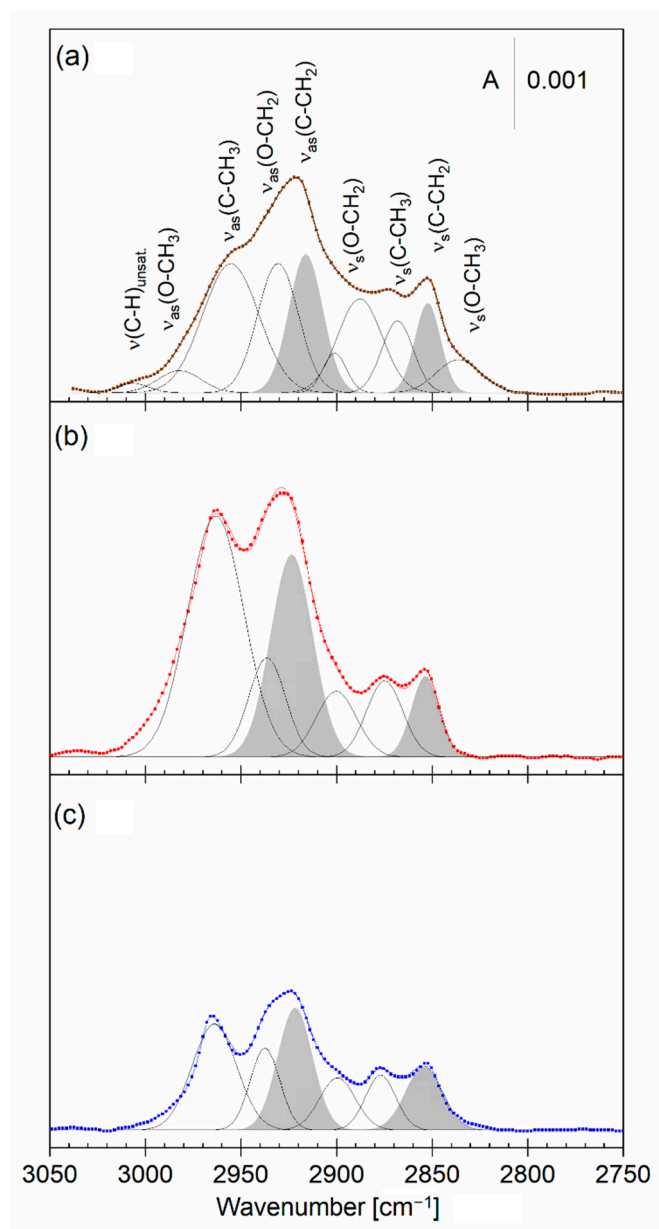 (a)
A 0.001
ν(C-H)unsat.
νas(O-CH3)
νas(C-CH3)
νas(O-CH2)
νas(C-CH2)
νs(O-CH2)
νs(C-CH3)
νs(C-CH2)
νs(O-CH3)
(b)
(c)
3050 3000 2950 2900 2850 2800 2750
Wavenumber [cm⁻¹]